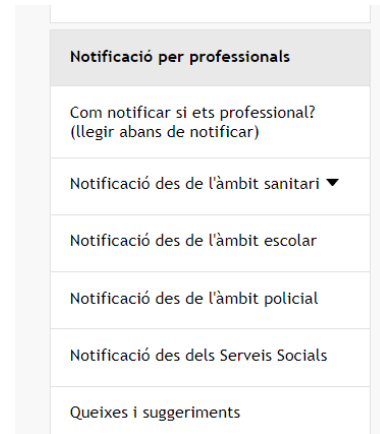 Notificació per professionals
Com notificar si ets professional?
(llegir abans de notificar)
Notificació des de l'àmbit sanitari
Notificació des de l'àmbit escolar
Notificació des de l'àmbit policial
Notificació des dels Serveis Socials
Queixes i suggeriments